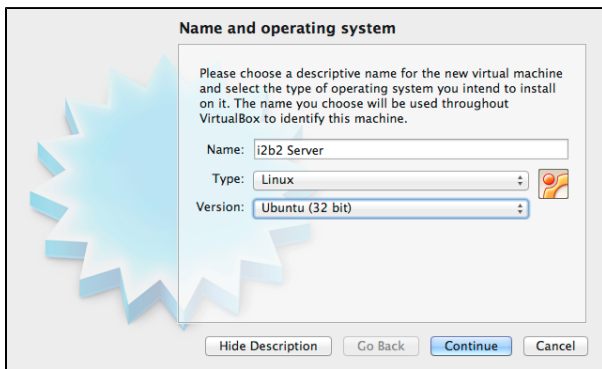 Name and operating system
Please choose a descriptive name for the new virtual machine
and select the type of operating system you intend to install
on it. The name you choose will be used throughout
VirtualBox to identify this machine.
Name: i2b2 Server
Type: Linux
Version: Ubuntu (32 bit)
Hide Description Go Back Continue Cancel